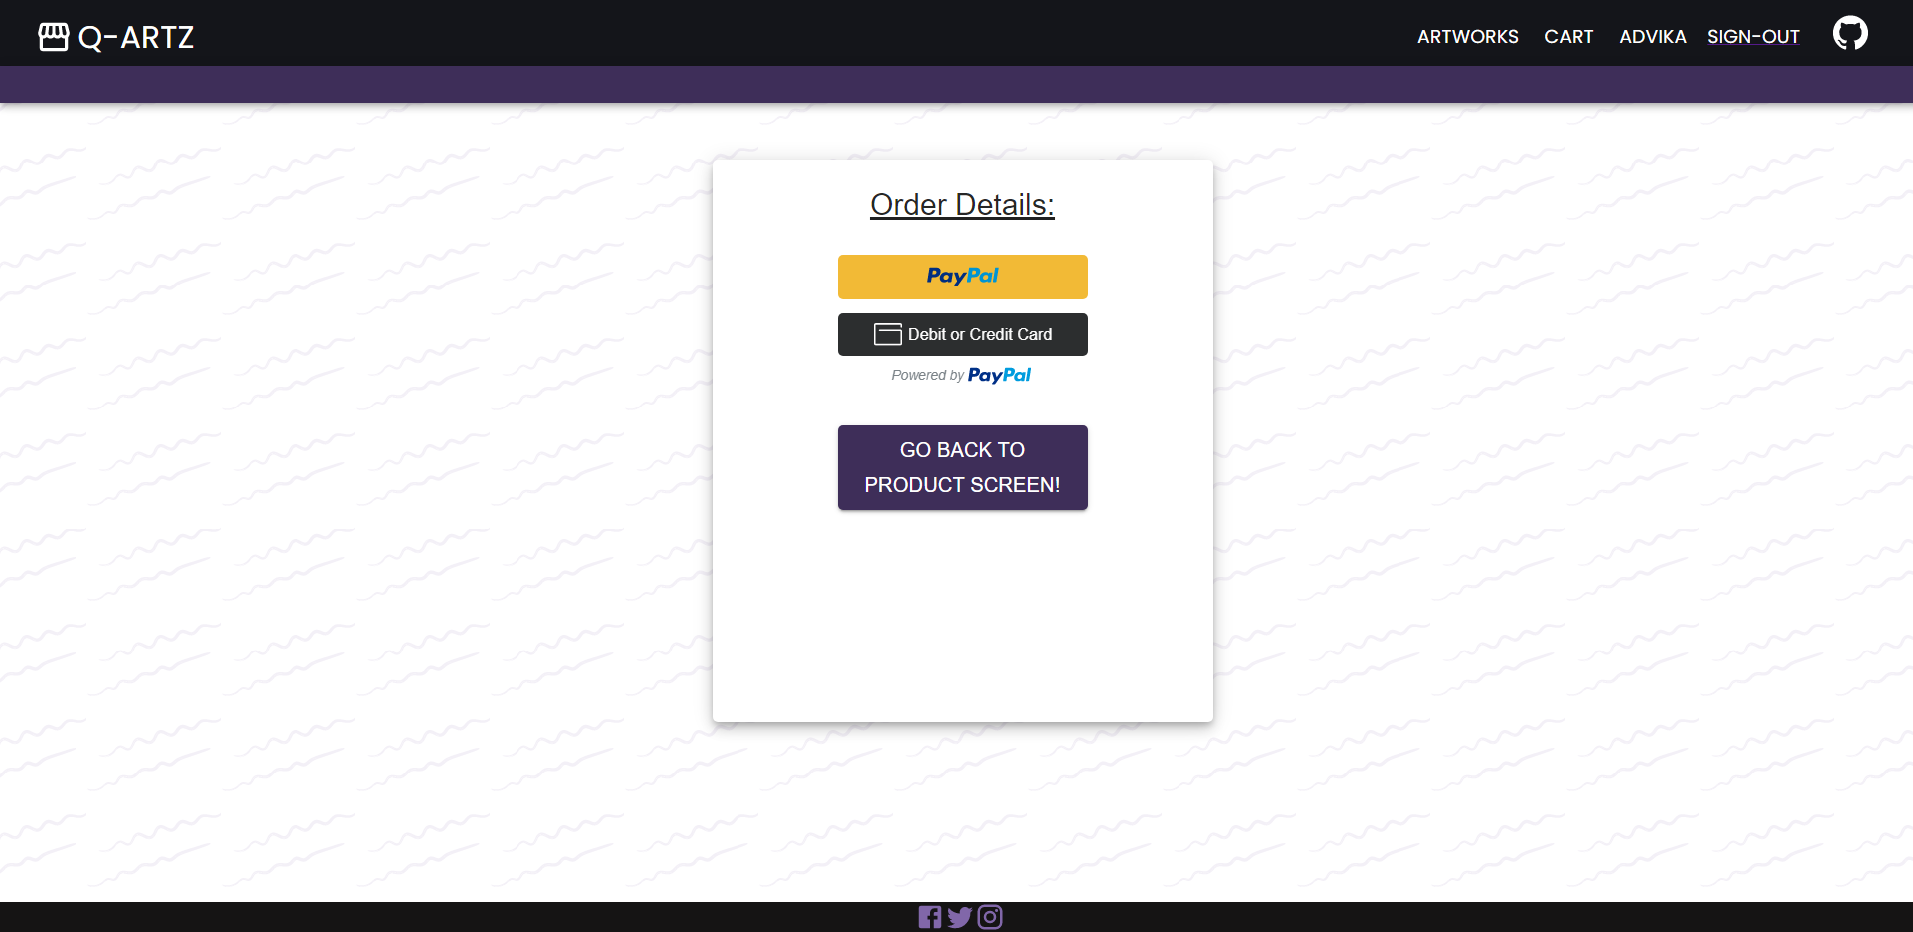 Q-ARTZ
ARTWORKS CART ADVIKA SIGN-OUT
Order Details:
PayPal
Debit or Credit Card
Powered by PayPal
GO BACK TO
PRODUCT SCREEN!